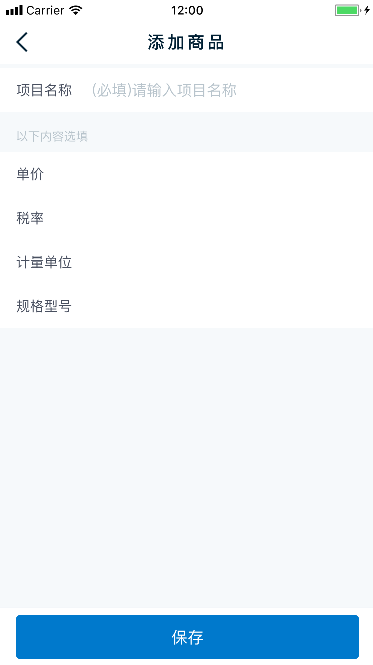 Carrier 12:00
添加商品
项目名称 (必填)请输入项目名称
以下内容选填
单价
税率
计量单位
规格型号
保存